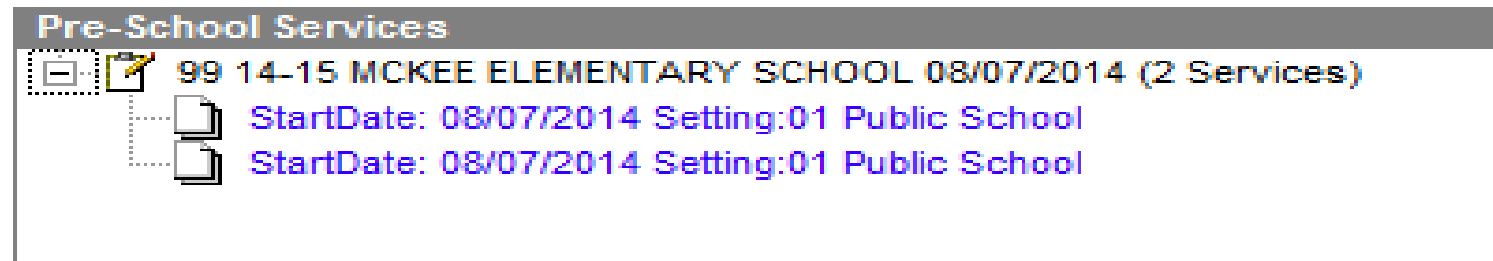 Pre-School Services
99 14-15 MCKEE ELEMENTARY SCHOOL 08/07/2014 (2 Services)
StartDate: 08/07/2014 Setting:01 Public School
StartDate: 08/07/2014 Setting:01 Public School